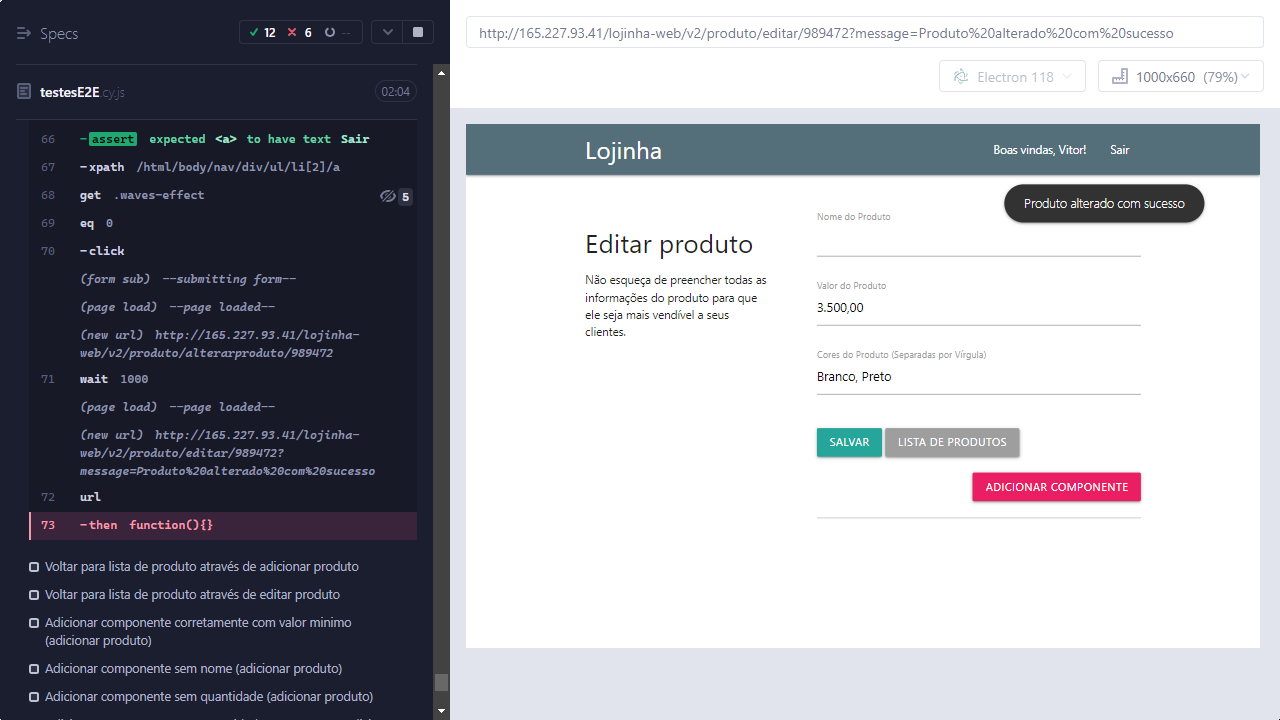 Specs
12
6
--
testesE2E cy.js
02:04
66 -assert expected <a> to have text Sair
67 -xpath /html/body/nav/div/ul/li[2]/a
68 get .waves-effect 5
69 eq 0
70 -click
(form sub) --submitting form--
(page load) --page loaded--
(new url) http://165.227.93.41/lojinha-
web/v2/produto/alterarproduto/989472
71 wait 1000
(page load) --page loaded--
(new url) http://165.227.93.41/lojinha-
web/v2/produto/editar/989472?
message=Produto%20alterado%20com%20sucesso
72 url
73 -then function(){}
Voltar para lista de produto através de adicionar produto
Voltar para lista de produto através de editar produto
Adicionar componente corretamente com valor minimo
(adicionar produto)
Adicionar componente sem nome (adicionar produto)
Adicionar componente sem quantidade (adicionar produto)
http://165.227.93.41/lojinha-web/v2/produto/editar/989472?message=Produto%20alterado%20com%20sucesso
Electron 118
1000x660 (79%)
Lojinha
Boas vindas, Vitor!
Sair
Produto alterado com sucesso
Editar produto
Não esqueça de preencher todas as
informações do produto para que
ele seja mais vendível a seus
clientes.
Nome do Produto
Valor do Produto
3.500,00
Cores do Produto (Separadas por Vírgula)
Branco, Preto
SALVAR
LISTA DE PRODUTOS
ADICIONAR COMPONENTE